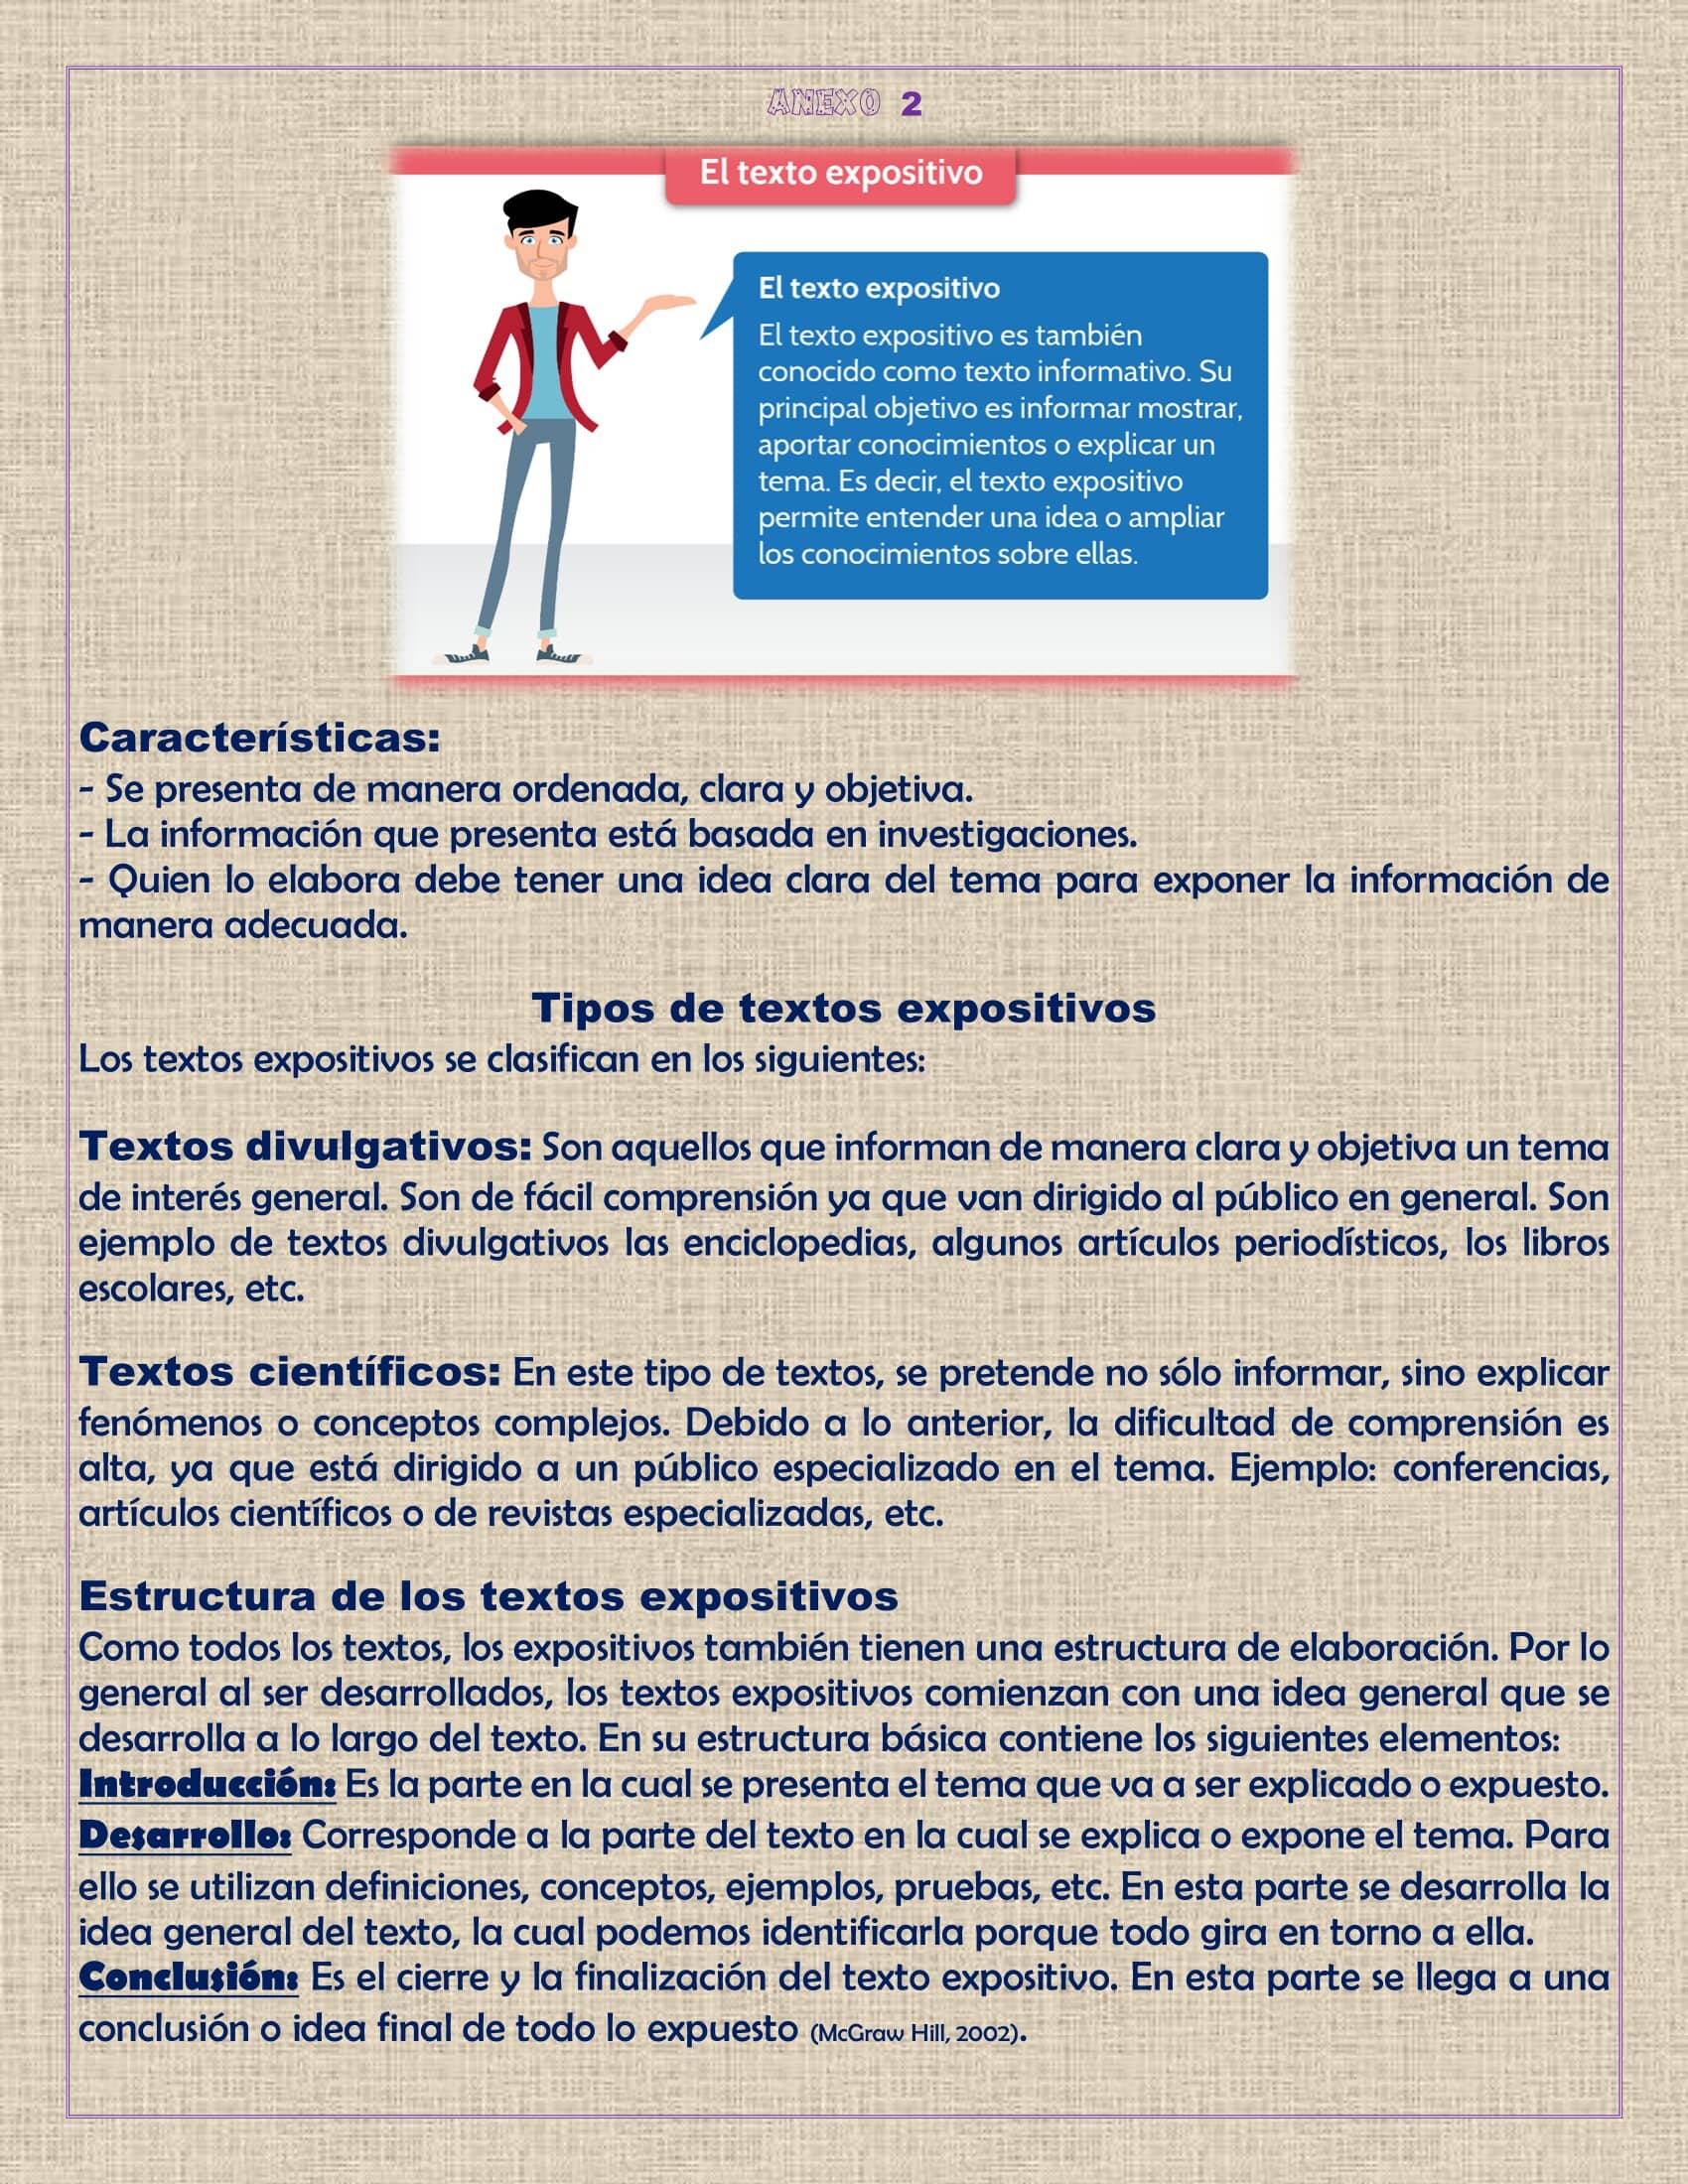 ANEXO 2
El texto expositivo
El texto expositivo
El texto expositivo es también
conocido como texto informativo. Su
principal objetivo es informar mostrar,
aportar conocimientos o explicar un
tema. Es decir, el texto expositivo
permite entender una idea o ampliar
los conocimientos sobre ellas.
Características:
- Se presenta de manera ordenada, clara y objetiva.
- La información que presenta está basada en investigaciones.
- Quien lo elabora debe tener una idea clara del tema para exponer la información de
manera adecuada.
Tipos de textos expositivos
Los textos expositivos se clasifican en los siguientes:
Textos divulgativos: Son aquellos que informan de manera clara y objetiva un tema
de interés general. Son de fácil comprensión ya que van dirigido al público en general. Son
ejemplo de textos divulgativos las enciclopedias, algunos artículos periodísticos, los libros
escolares, etc.
Textos científicos: En este tipo de textos, se pretende no sólo informar, sino explicar
fenómenos o conceptos complejos. Debido a lo anterior, la dificultad de comprensión es
alta, ya que está dirigido a un público especializado en el tema. Ejemplo: conferencias,
artículos científicos o de revistas especializadas, etc.
Estructura de los textos expositivos
Como todos los textos, los expositivos también tienen una estructura de elaboración. Por lo
general al ser desarrollados, los textos expositivos comienzan con una idea general que se
desarrolla a lo largo del texto. En su estructura básica contiene los siguientes elementos:
Introducción: Es la parte en la cual se presenta el tema que va a ser explicado o expuesto.
Desarrollo: Corresponde a la parte del texto en la cual se explica o expone el tema. Para
ello se utilizan definiciones, conceptos, ejemplos, pruebas, etc. En esta parte se desarrolla la
idea general del texto, la cual podemos identificarla porque todo gira en torno a ella.
Conclusión: Es el cierre y la finalización del texto expositivo. En esta parte se llega a una
conclusión o idea final de todo lo expuesto (McGraw Hill, 2002).